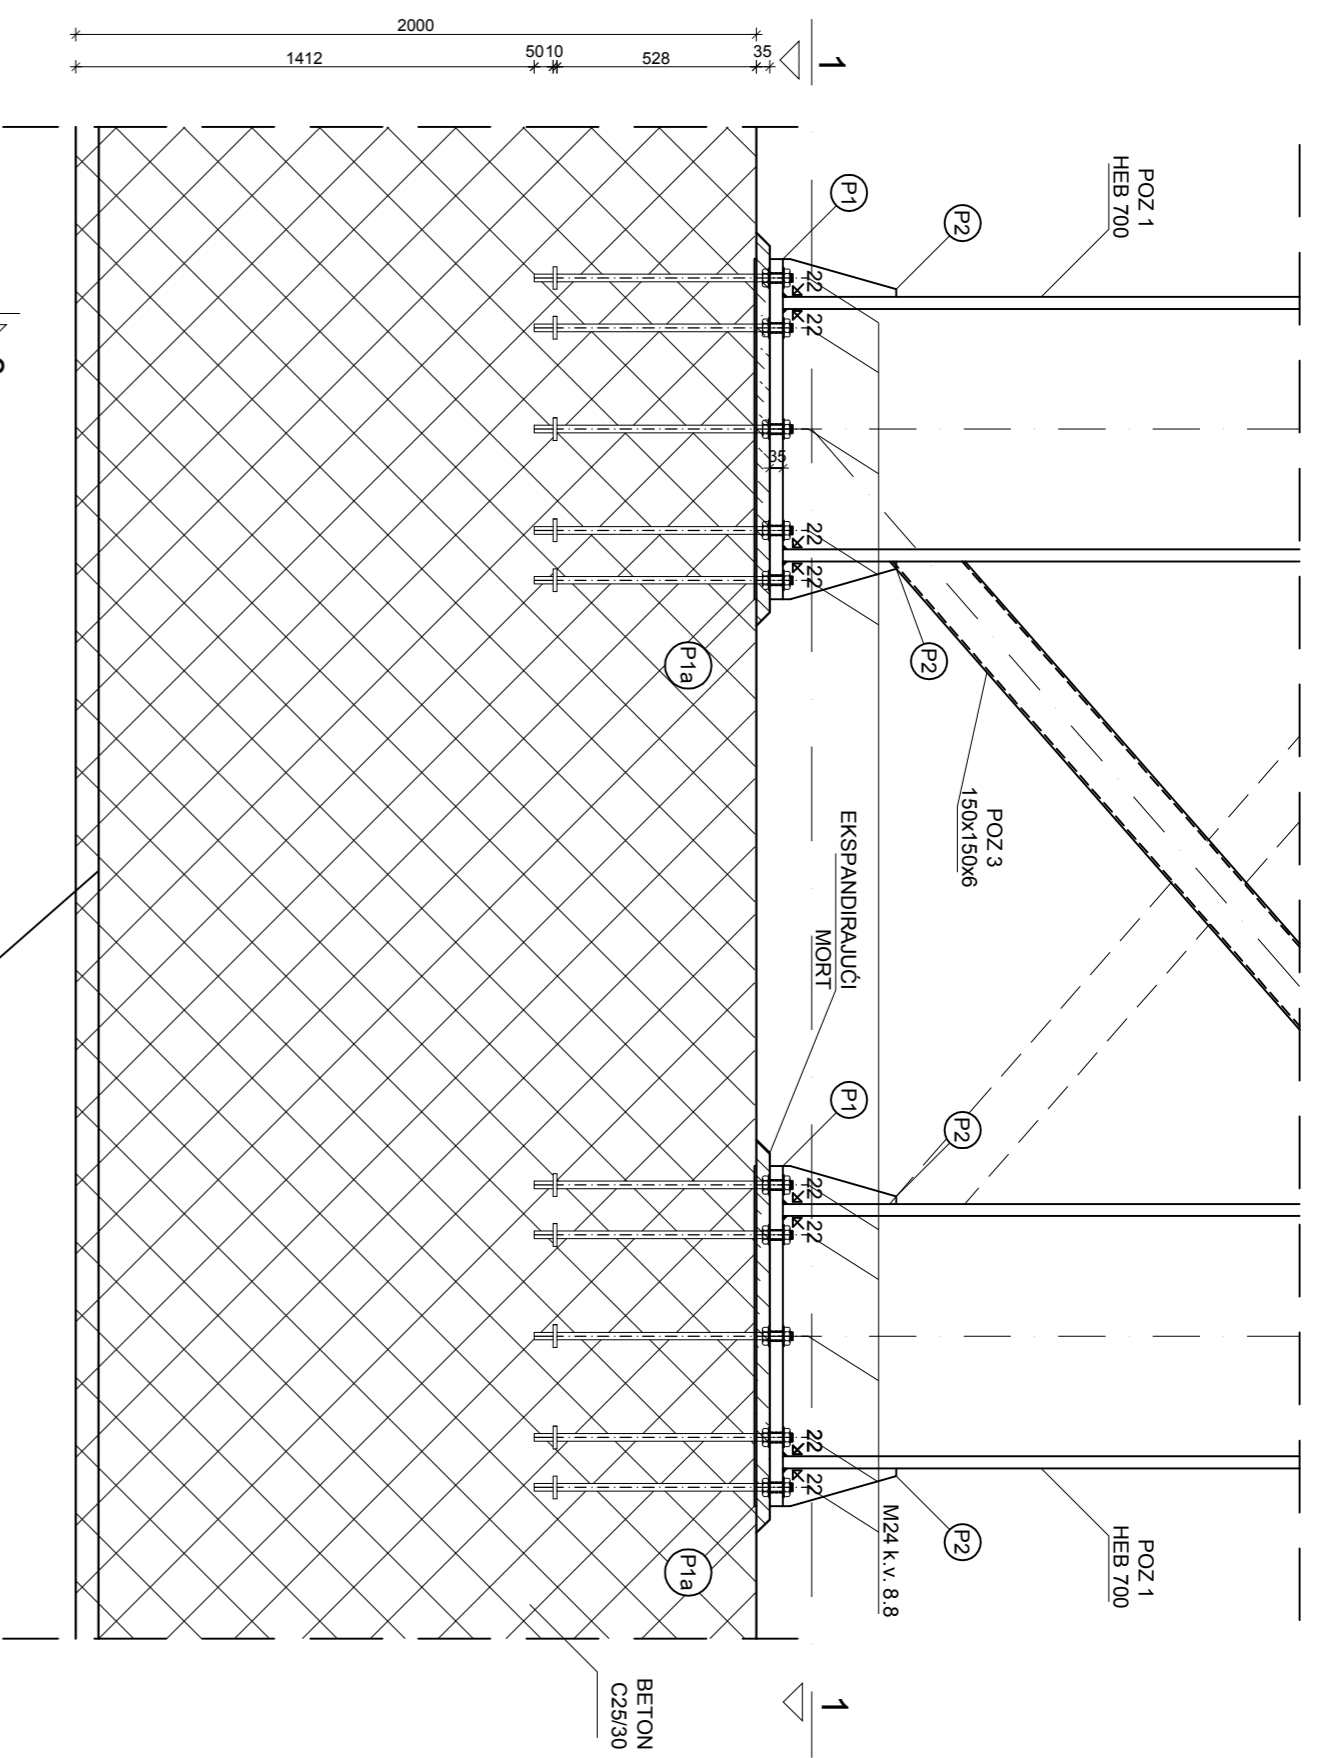 2000
1412
50
10
528
35
1
POZ 1
HEB 700
P1
P2
22
22
35
22
22
P1a
P2
POZ 3
150x150x6
EKSPANDIRAJUĆI
MORT
P1
P2
22
22
22
22
M24 k.v. 8.8
P2
POZ 1
HEB 700
P1a
BETON
C25/30
1